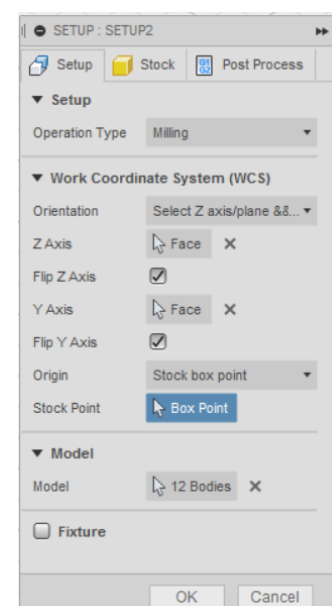 SETUP : SETUP2
Setup Stock G1 G2 Post Process
Setup
Operation Type Milling
Work Coordinate System (WCS)
Orientation Select Z axis/plane &&...
Z Axis Face
Flip Z Axis
Y Axis Face
Flip Y Axis
Origin Stock box point
Stock Point Box Point
Model
Model 12 Bodies
Fixture
OK Cancel